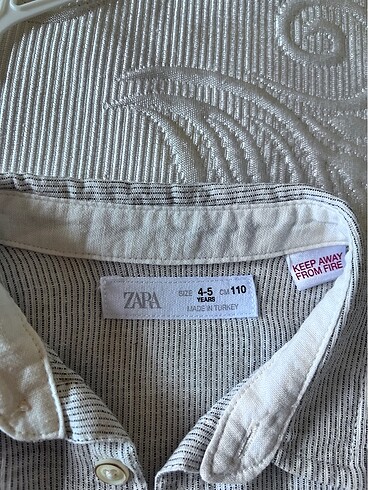 KEEP AWAY
FROM FIRE
ZARA
SIZE 4-5 CM 110
YEARS
MADE IN TURKEY